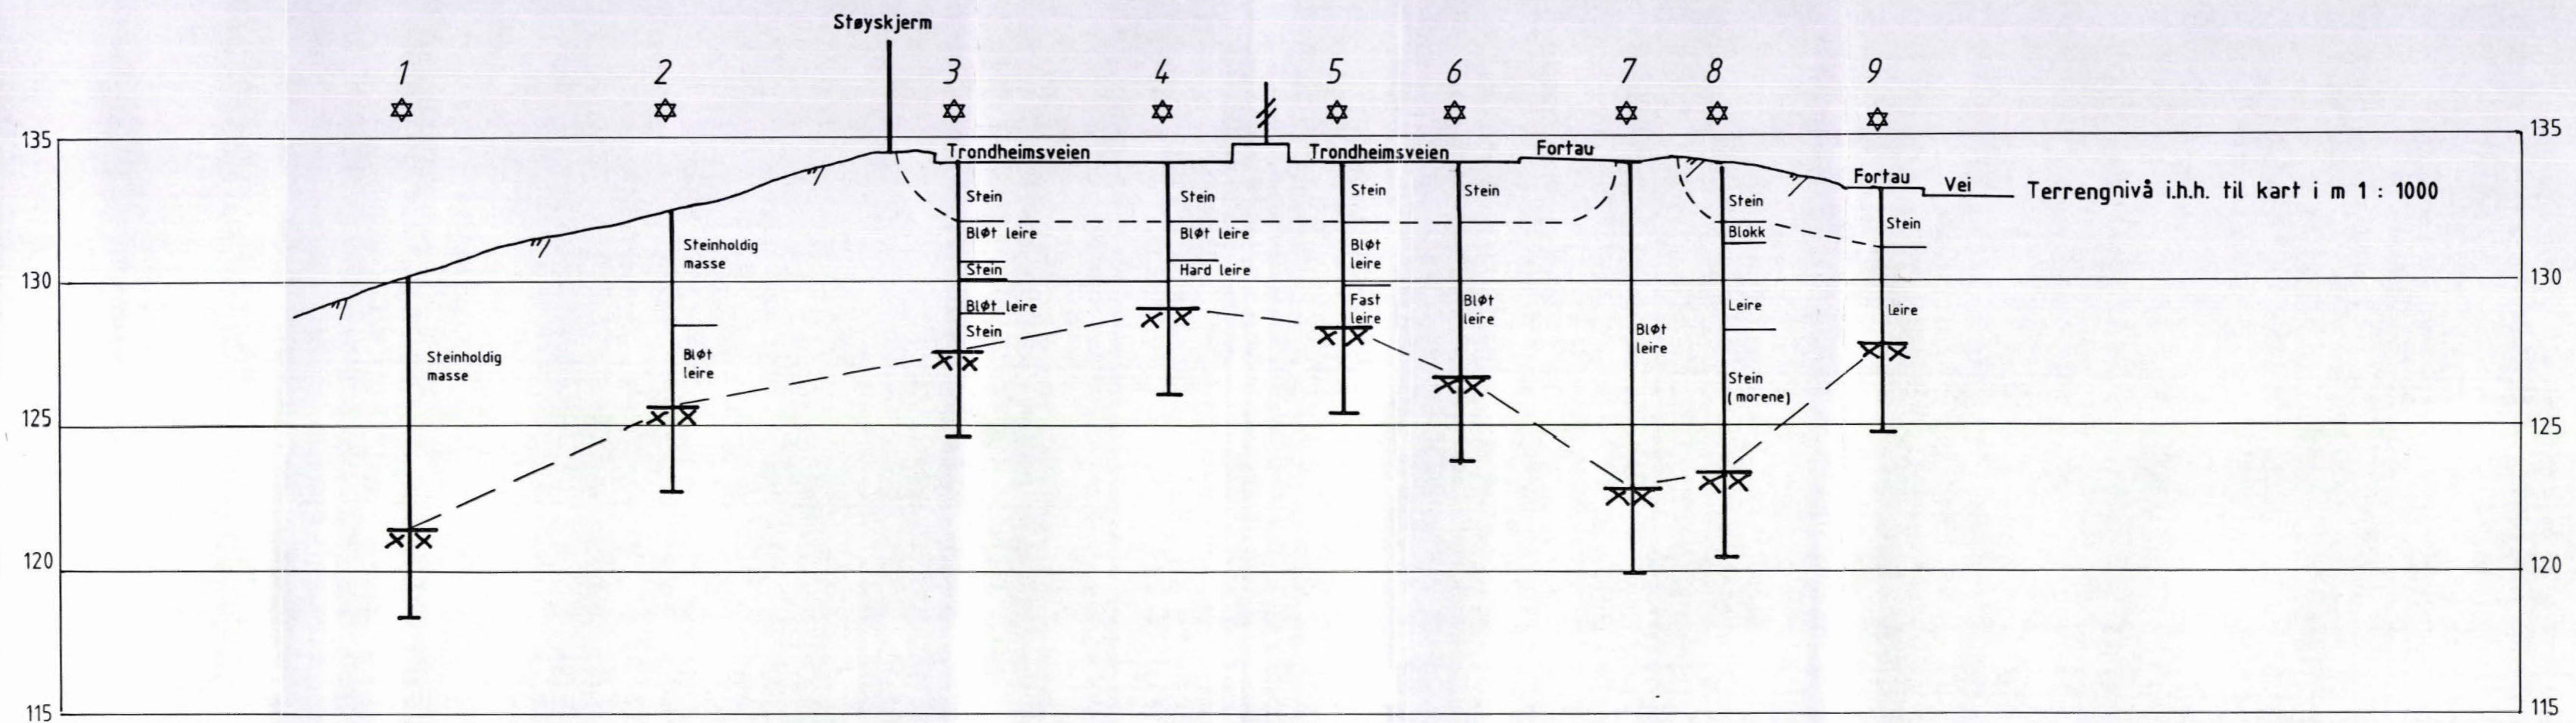 Støyskjerm
1 2 3 4 5 6 7 8 9
135 135
Trondheimsveien Trondheimsveien Fortau
Fortau Vei Terrengnivå i.h.h. til kart i m 1 : 1000
Stein Stein Stein Stein Stein
Stein
Bløt leire Bløt leire Blokk
Steinholdig
masse
Bløt
leire
Stein Hard leire
130 130
Bløt leire Fast
leire
Bløt
leire
Leire Leire
Stein
Bløt
leire
Steinholdig
masse
Bløt
leire
Stein
(morene)
125 125
120 120
115 115